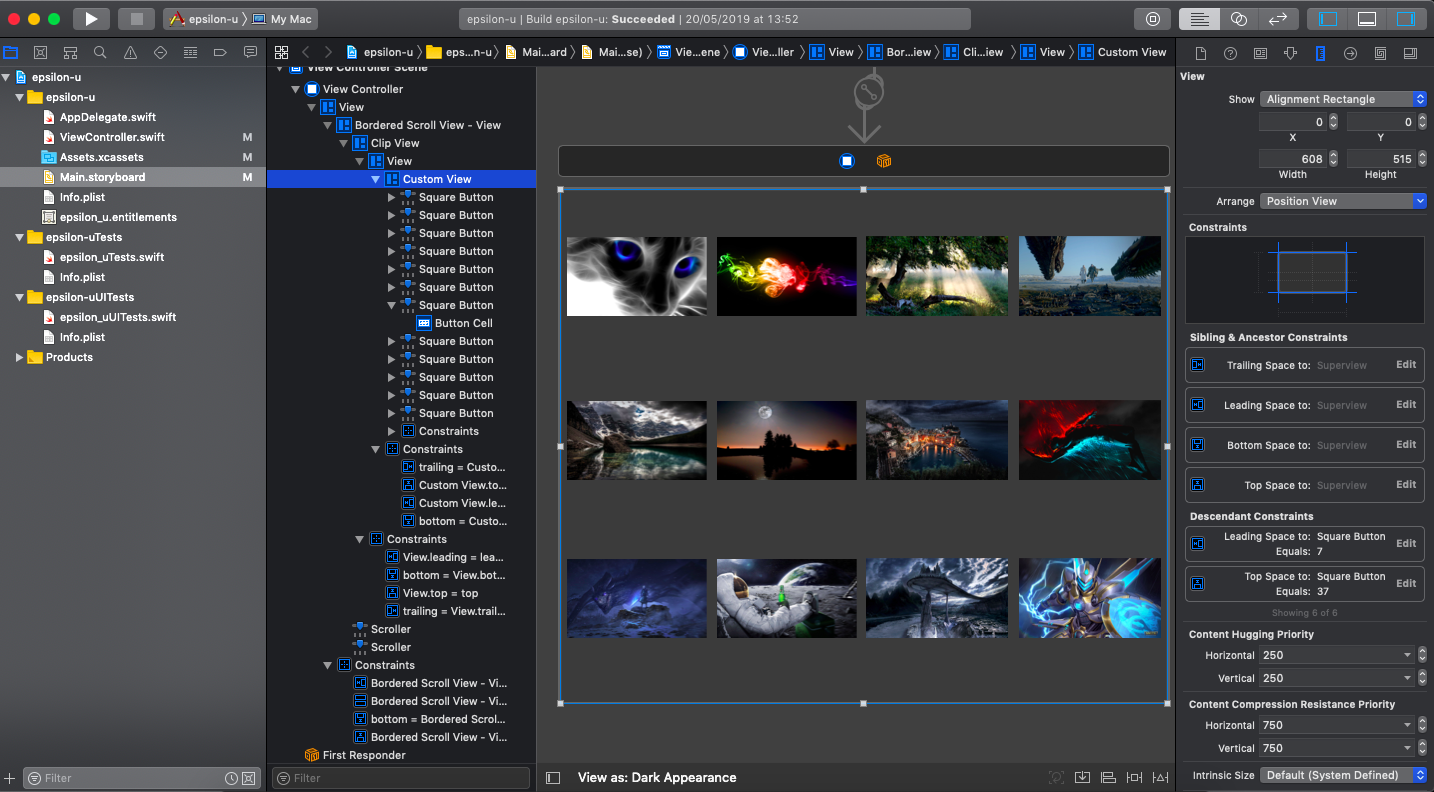 epsilon-u
My Mac
epsilon-u | Build epsilon-u: Succeeded | 20/05/2019 at 13:52
epsilon-u
eps...n-u
Mai...ard
Mai...se)
Vie...ene
Vie...ller
View
Bor...iew
Cli...iew
View
Custom View
epsilon-u
epsilon-u
AppDelegate.swift
ViewController.swift M
Assets.xcassets M
Main.storyboard M
Info.plist
epsilon_u.entitlements
epsilon-uTests
epsilon_uTests.swift
Info.plist
epsilon-uUITests
epsilon_uUITests.swift
Info.plist
Products
Filter
View Controller Scene
View Controller
View
Bordered Scroll View - View
Clip View
View
Custom View
Square Button
Square Button
Square Button
Square Button
Square Button
Square Button
Square Button
Button Cell
Square Button
Square Button
Square Button
Square Button
Square Button
Constraints
Constraints
trailing = Custo...
Custom View.to...
Custom View.le...
bottom = Custo...
Constraints
View.leading = lea...
bottom = View.bot...
View.top = top
trailing = View.trail...
Scroller
Scroller
Constraints
Bordered Scroll View - Vi...
Bordered Scroll View - Vi...
bottom = Bordered Scrol...
Bordered Scroll View - Vi...
First Responder
Filter
View as: Dark Appearance
View
Show Alignment Rectangle
0 0
X Y
608 515
Width Height
Arrange Position View
Constraints
Sibling & Ancestor Constraints
Trailing Space to: Superview Edit
Leading Space to: Superview Edit
Bottom Space to: Superview Edit
Top Space to: Superview Edit
Descendant Constraints
Leading Space to: Square Button Edit
Equals: 7
Top Space to: Square Button Edit
Equals: 37
Showing 6 of 6
Content Hugging Priority
Horizontal 250
Vertical 250
Content Compression Resistance Priority
Horizontal 750
Vertical 750
Intrinsic Size Default (System Defined)